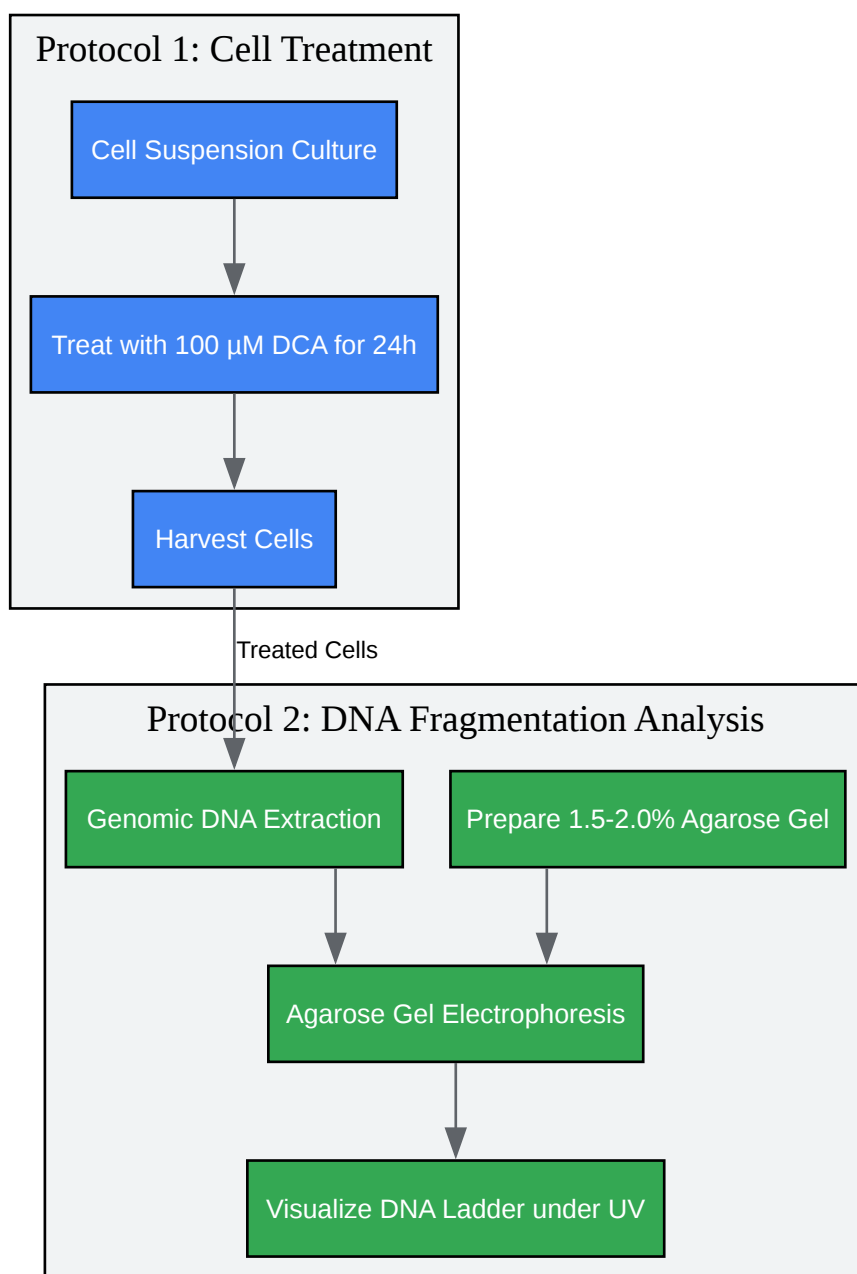 Protocol 1: Cell Treatment
Cell Suspension Culture
Treat with 100 µM DCA for 24h
Harvest Cells
Treated Cells
Protocol 2: DNA Fragmentation Analysis
Genomic DNA Extraction
Prepare 1.5-2.0% Agarose Gel
Agarose Gel Electrophoresis
Visualize DNA Ladder under UV